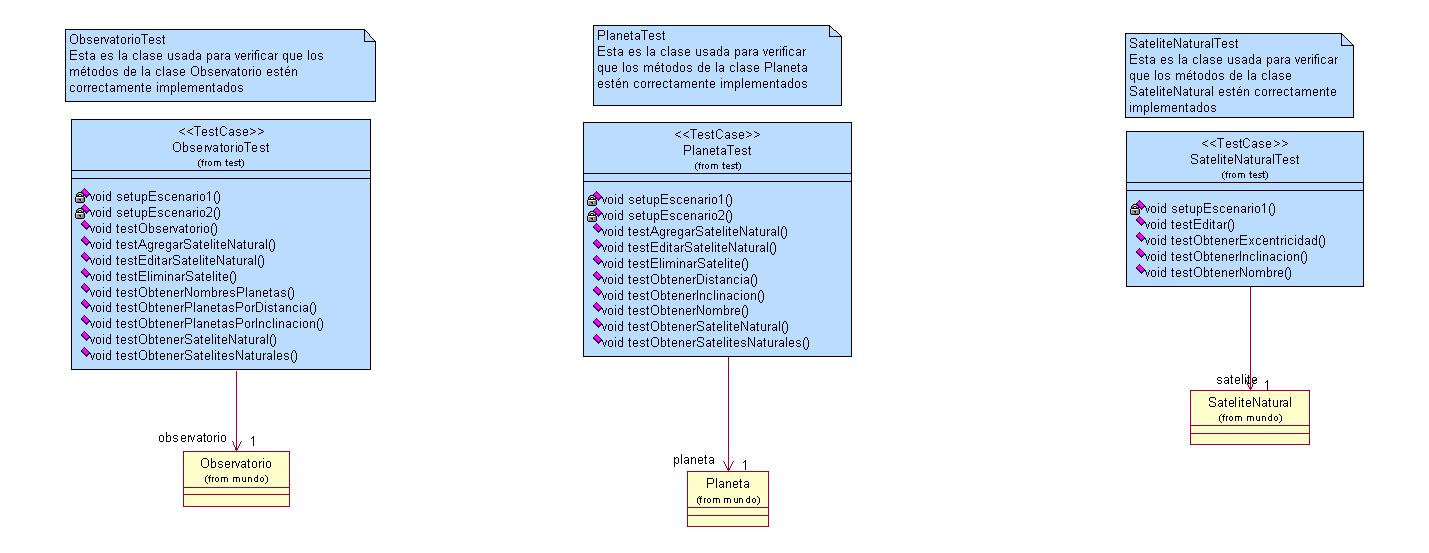 ObservatorioTest
Esta es la clase usada para verificar que los
métodos de la clase Observatorio estén
correctamente implementados
<<TestCase>>
ObservatorioTest
(from test)
void setupEscenario1()
void setupEscenario2()
void testObservatorio()
void testAgregarSateliteNatural()
void testEditarSateliteNatural()
void testEliminarSatelite()
void testObtenerNombresPlanetas()
void testObtenerPlanetasPorDistancia()
void testObtenerPlanetasPorInclinacion()
void testObtenerSateliteNatural()
void testObtenerSatelitesNaturales()
observatorio 1
Observatorio
(from mundo)
PlanetaTest
Esta es la clase usada para verificar
que los métodos de la clase Planeta
estén correctamente implementados
<<TestCase>>
PlanetaTest
(from test)
void setupEscenario1()
void setupEscenario2()
void testAgregarSateliteNatural()
void testEditarSateliteNatural()
void testEliminarSatelite()
void testObtenerDistancia()
void testObtenerInclinacion()
void testObtenerNombre()
void testObtenerSateliteNatural()
void testObtenerSatelitesNaturales()
planeta 1
Planeta
(from mundo)
SateliteNaturalTest
Esta es la clase usada para verificar
que los métodos de la clase
SateliteNatural estén correctamente
implementados
<<TestCase>>
SateliteNaturalTest
(from test)
void setupEscenario1()
void testEditar()
void testObtenerExcentricidad()
void testObtenerInclinacion()
void testObtenerNombre()
satelite 1
SateliteNatural
(from mundo)